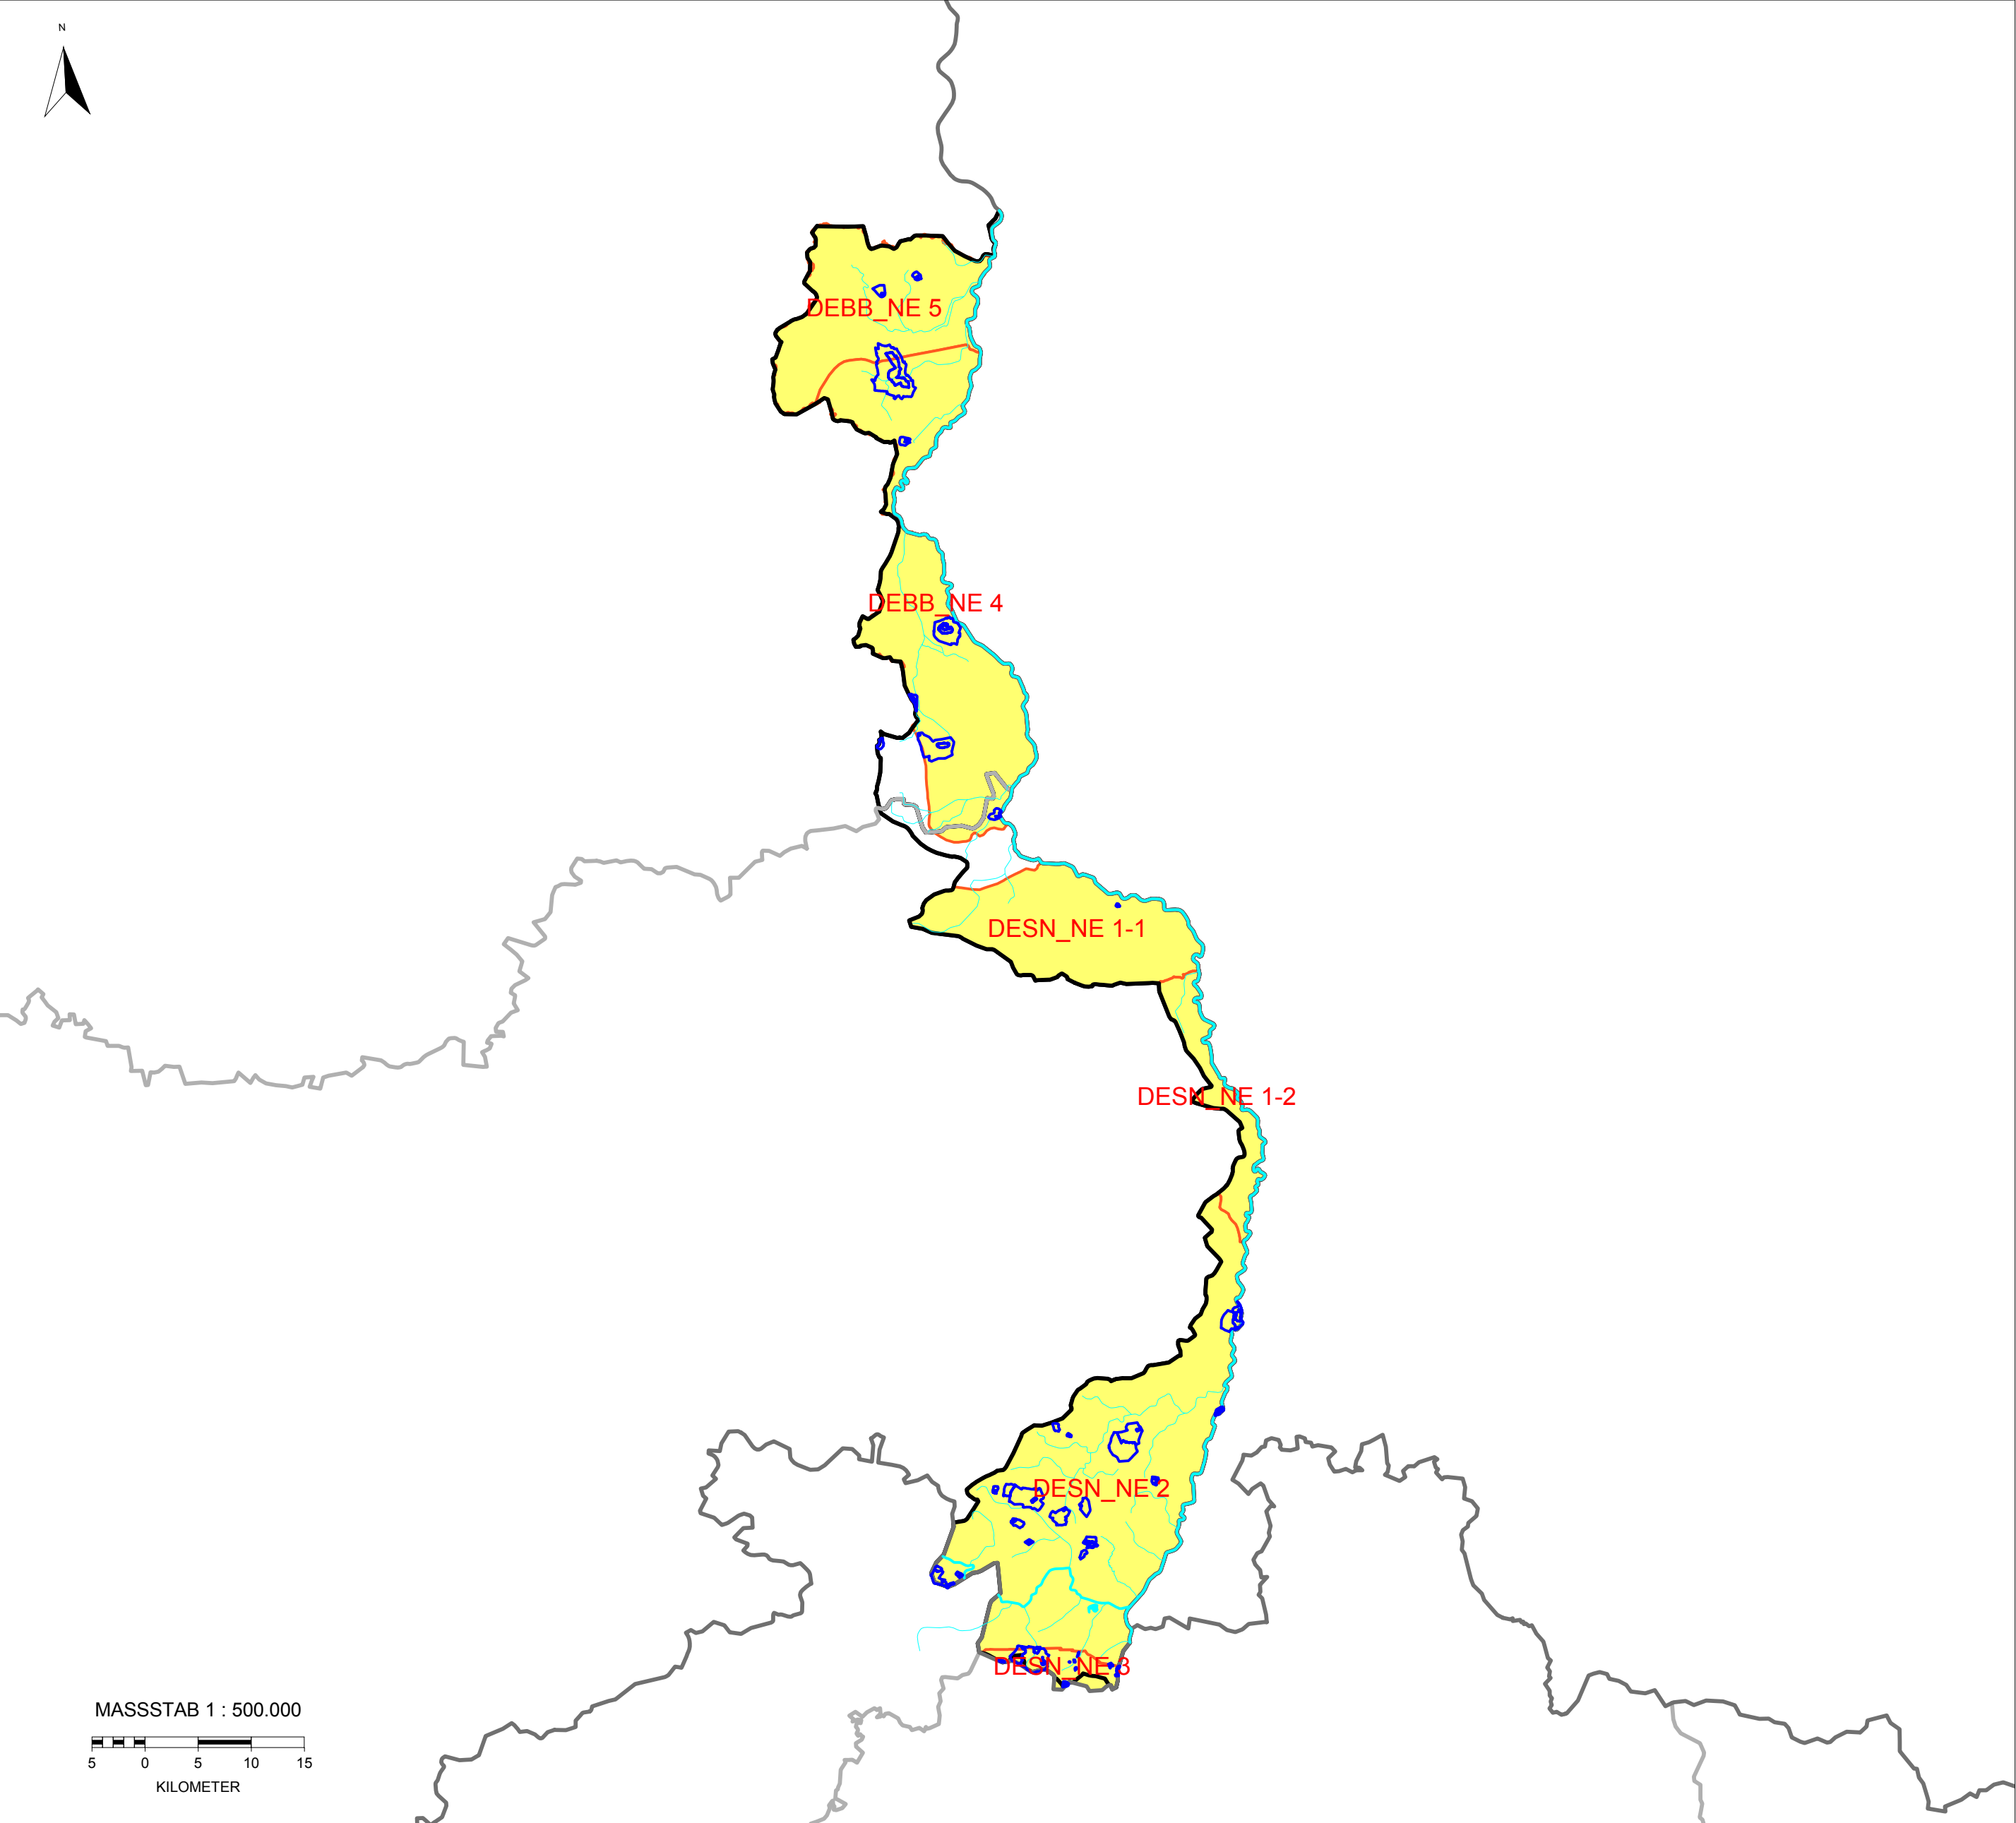 N
DEBB_NE 5
DEBB_NE 4
DESN_NE 1-1
DESN_NE 1-2
DESN_NE 2
DESN_NE 3
MASSSTAB 1 : 500.000
5 0 5 10 15
KILOMETER